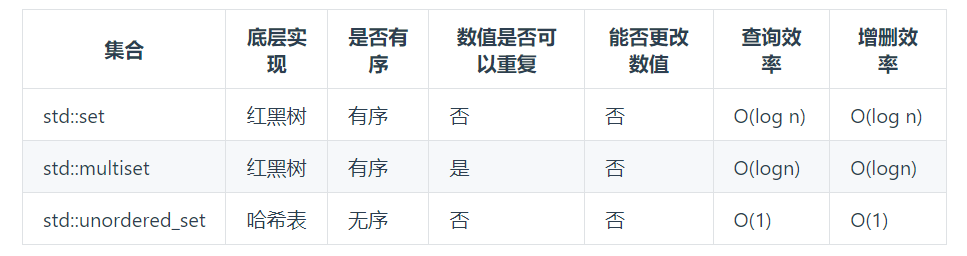 集合 底层实现 是否有序 数值是否可以重复 能否更改数值 查询效率 增删效率
std::set 红黑树 有序 否 否 O(log n) O(log n)
std::multiset 红黑树 有序 是 否 O(logn) O(logn)
std::unordered_set 哈希表 无序 否 否 O(1) O(1)